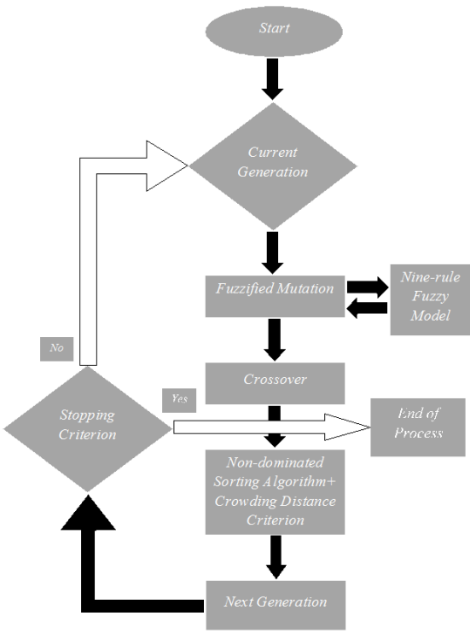 Start
Current
Generation
Fuzzified Mutation
Nine-rule
Fuzzy
Model
No
Crossover
Yes
Stopping
Criterion
End of
Process
Non-dominated
Sorting Algorithm+
Crowding Distance
Criterion
Next Generation